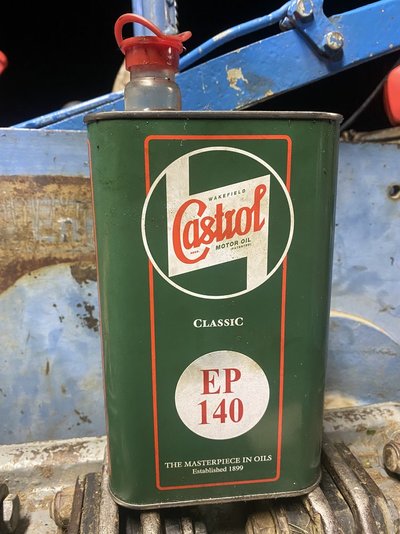 WAKEFIELD
Castrol
MOTOR OIL
CLASSIC
EP
140
THE MASTERPIECE IN OILS
Established 1899